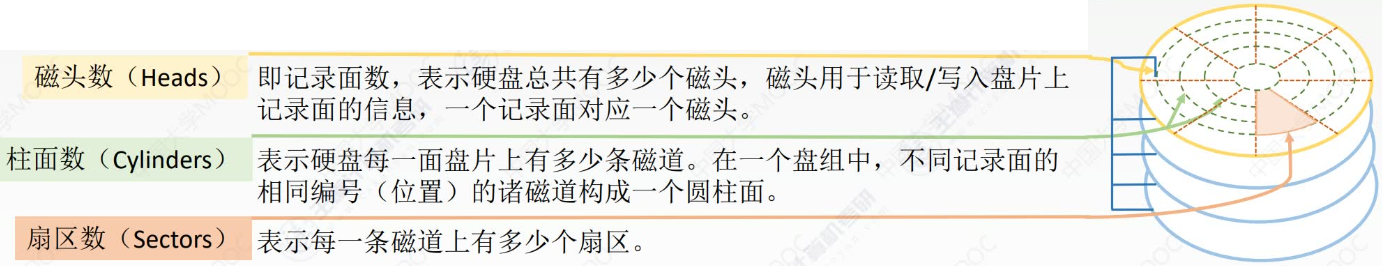 磁头数（Heads）
即记录面数，表示硬盘总共有多少个磁头，磁头用于读取/写入盘片上
记录面的信息，一个记录面对应一个磁头。
柱面数（Cylinders）
表示硬盘每一面盘片上有多少条磁道。在一个盘组中，不同记录面的
相同编号（位置）的诸磁道构成一个圆柱面。
扇区数（Sectors）
表示每一条磁道上有多少个扇区。